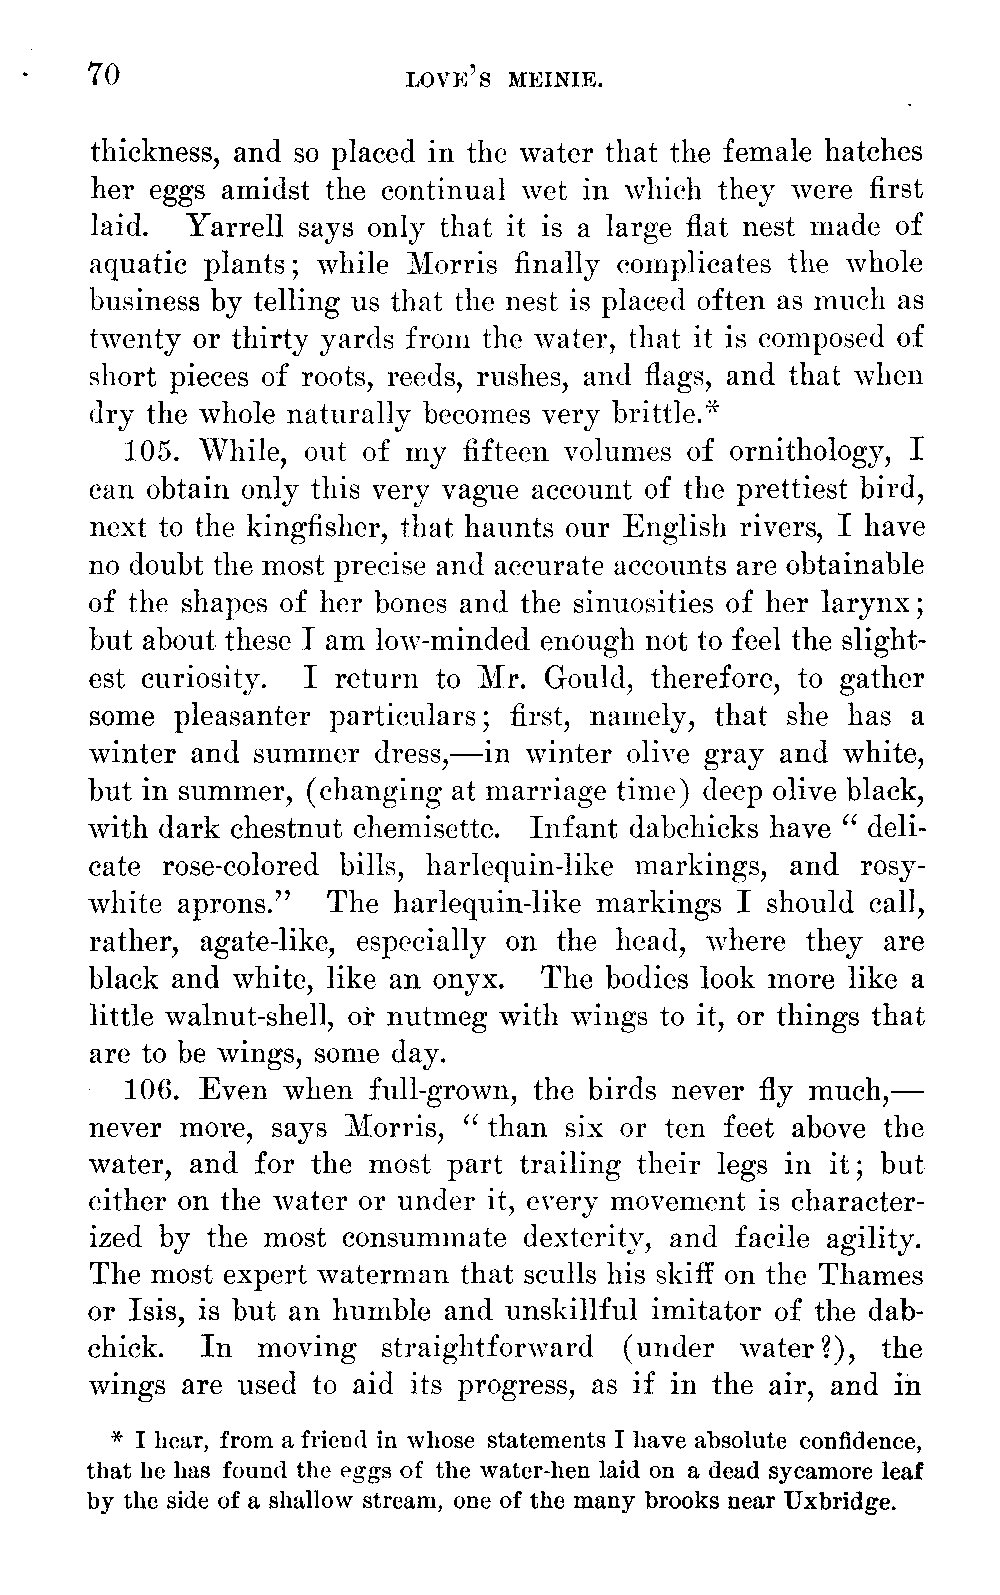 70 LOVE'S MEINIE.
thickness, and so placed in the water that the female hatches
her eggs amidst the continual wet in which they were first
laid. Yarrell says only that it is a large flat nest made of
aquatic plants; while Morris finally complicates the whole
business by telling us that the nest is placed often as much as
twenty or thirty yards from the water, that it is composed of
short pieces of roots, reeds, rushes, and flags, and that when
dry the whole naturally becomes very brittle.*
105. While, out of my fifteen volumes of ornithology, I
can obtain only this very vague account of the prettiest bird,
next to the kingfisher, that haunts our English rivers, I have
no doubt the most precise and accurate accounts are obtainable
of the shapes of her bones and the sinuosities of her larynx;
but about these I am low-minded enough not to feel the slight-
est curiosity. I return to Mr. Gould, therefore, to gather
some pleasanter particulars; first, namely, that she has a
winter and summer dress,—in winter olive gray and white,
but in summer, (changing at marriage time) deep olive black,
with dark chestnut chemisette. Infant dabchicks have “ deli-
cate rose-colored bills, harlequin-like markings, and rosy-
white aprons.” The harlequin-like markings I should call,
rather, agate-like, especially on the head, where they are
black and white, like an onyx. The bodies look more like a
little walnut-shell, or nutmeg with wings to it, or things that
are to be wings, some day.
106. Even when full-grown, the birds never fly much,—
never more, says Morris, “ than six or ten feet above the
water, and for the most part trailing their legs in it; but
either on the water or under it, every movement is character-
ized by the most consummate dexterity, and facile agility.
The most expert waterman that sculls his skiff on the Thames
or Isis, is but an humble and unskillful imitator of the dab-
chick. In moving straightforward (under water?), the
wings are used to aid its progress, as if in the air, and in
* I hear, from a friend in whose statements I have absolute confidence,
that he has found the eggs of the water-hen laid on a dead sycamore leaf
by the side of a shallow stream, one of the many brooks near Uxbridge.